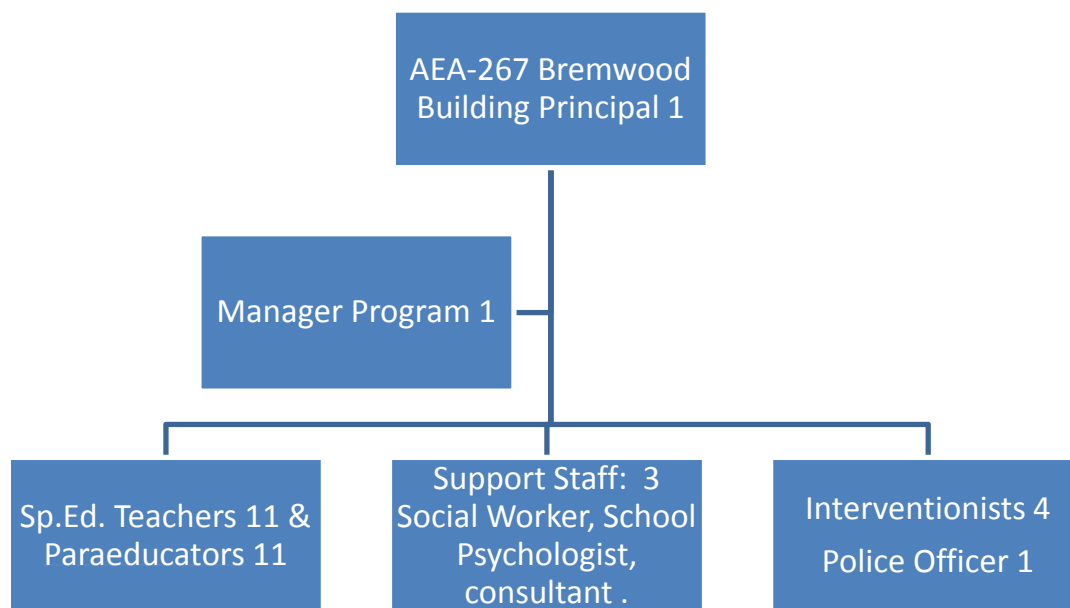 AEA-267 Bremwood
Building Principal 1
Manager Program 1
Sp.Ed. Teachers 11 &
Paraeducators 11
Support Staff:  3
Social Worker, School
Psychologist,
consultant .
Interventionists 4
Police Officer 1